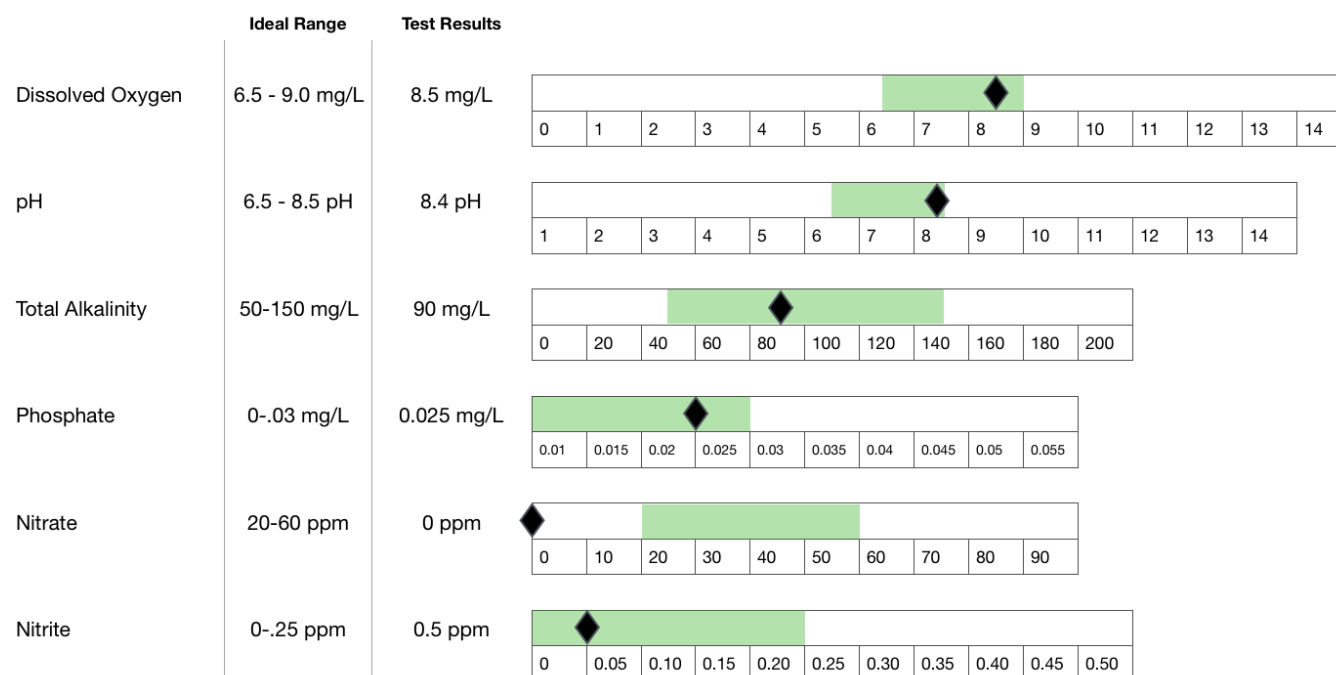 Ideal Range Test Results
Dissolved Oxygen 6.5 - 9.0 mg/L 8.5 mg/L
0 1 2 3 4 5 6 7 8 9 10 11 12 13 14
pH 6.5 - 8.5 pH 8.4 pH
1 2 3 4 5 6 7 8 9 10 11 12 13 14
Total Alkalinity 50-150 mg/L 90 mg/L
0 20 40 60 80 100 120 140 160 180 200
Phosphate 0-.03 mg/L 0.025 mg/L
0.01 0.015 0.02 0.025 0.03 0.035 0.04 0.045 0.05 0.055
Nitrate 20-60 ppm 0 ppm
0 10 20 30 40 50 60 70 80 90
Nitrite 0-.25 ppm 0.5 ppm
0 0.05 0.10 0.15 0.20 0.25 0.30 0.35 0.40 0.45 0.50